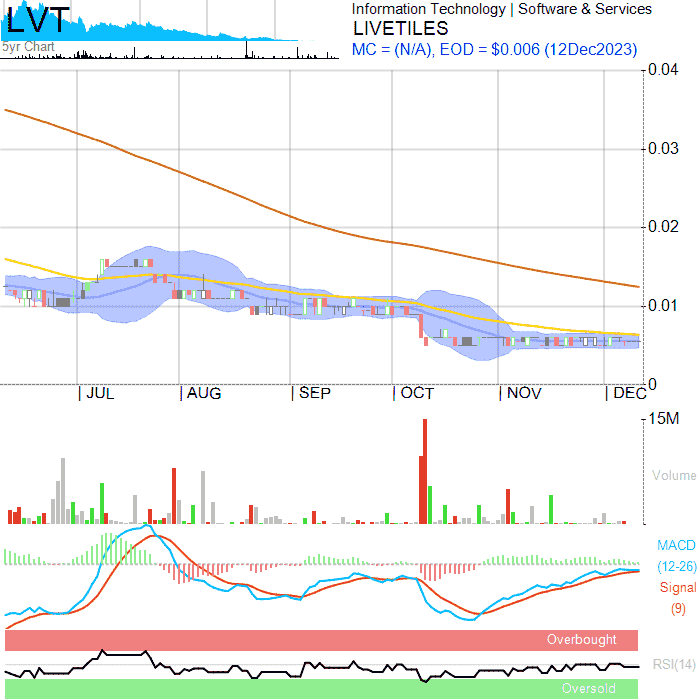 LVT
5yr Chart
Information Technology | Software & Services
LIVETILES
MC = (N/A), EOD = $0.006 (12Dec2023)
0.04
0.03
0.02
0.01
0
JUL AUG SEP OCT NOV DEC
15M
Volume
MACD
(12-26)
Signal
(9)
Overbought
RSI(14)
Oversold